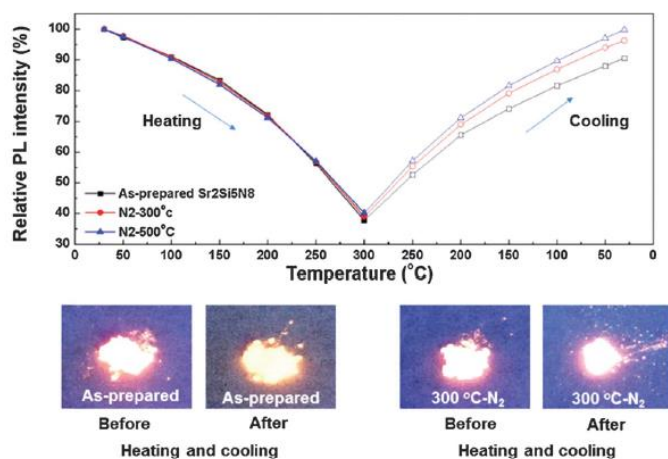 Relative PL intensity (%)
100
90
80
70
60
50
40
30
Heating
Cooling
As-prepared Sr2Si5N8
N2-300°c
N2-500°C
0 50 100 150 200 250 300 250 200 150 100 50 0
Temperature (°C)
As-prepared
As-prepared
300 °C-N₂
300 °C-N₂
Before
After
Before
After
Heating and cooling
Heating and cooling